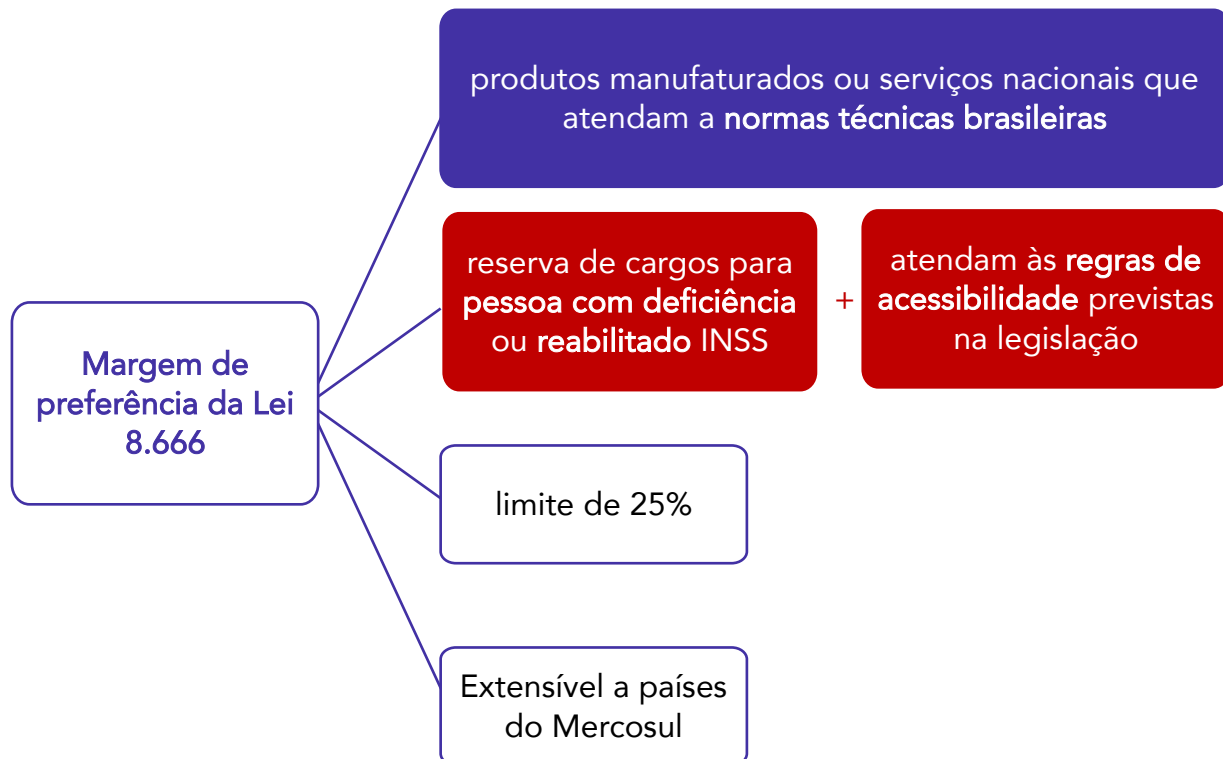 produtos manufaturados ou serviços nacionais que
atendam a normas técnicas brasileiras
reserva de cargos para
pessoa com deficiência
ou reabilitado INSS
+
atendam às regras de
acessibilidade previstas
na legislação
Margem de
preferência da Lei
8.666
limite de 25%
Extensível a países
do Mercosul